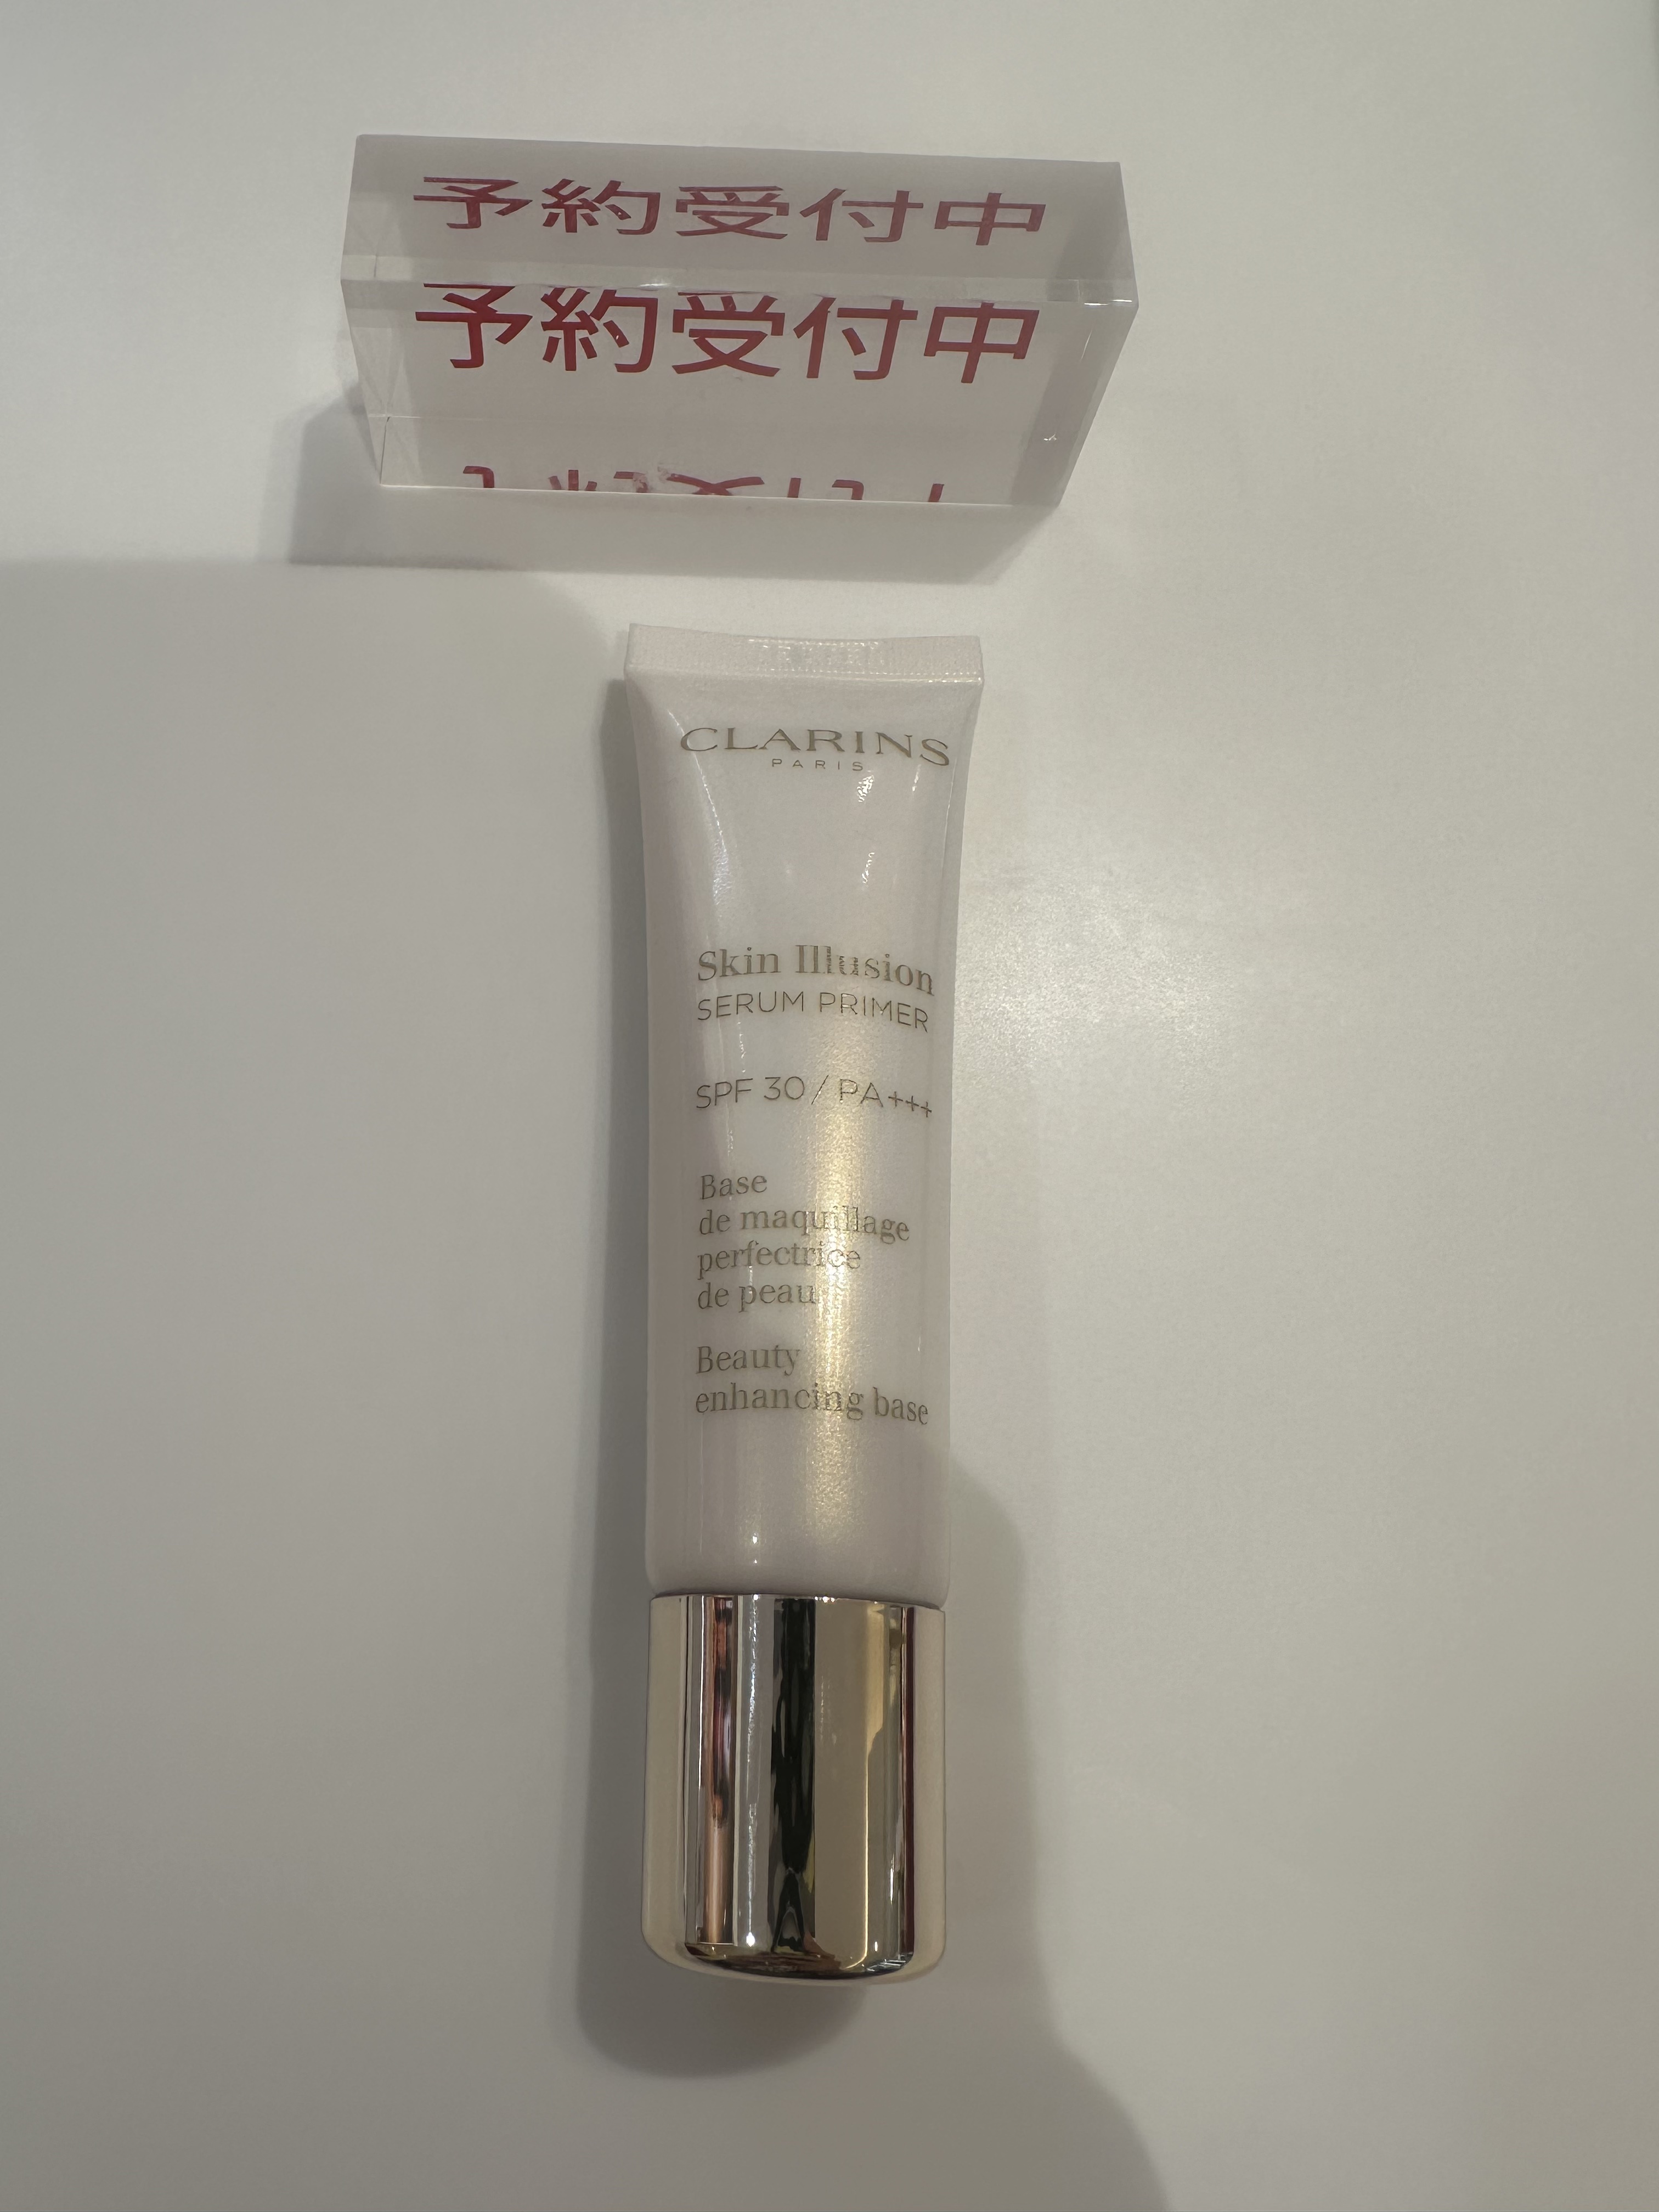 予約受付中
予約受付中
CLARINS
PARIS
Skin Illusion
SERUM PRIMER
SPF 30 / PA+++
Base
de maquillage
perfectrice
de peau
Beauty
enhancing base